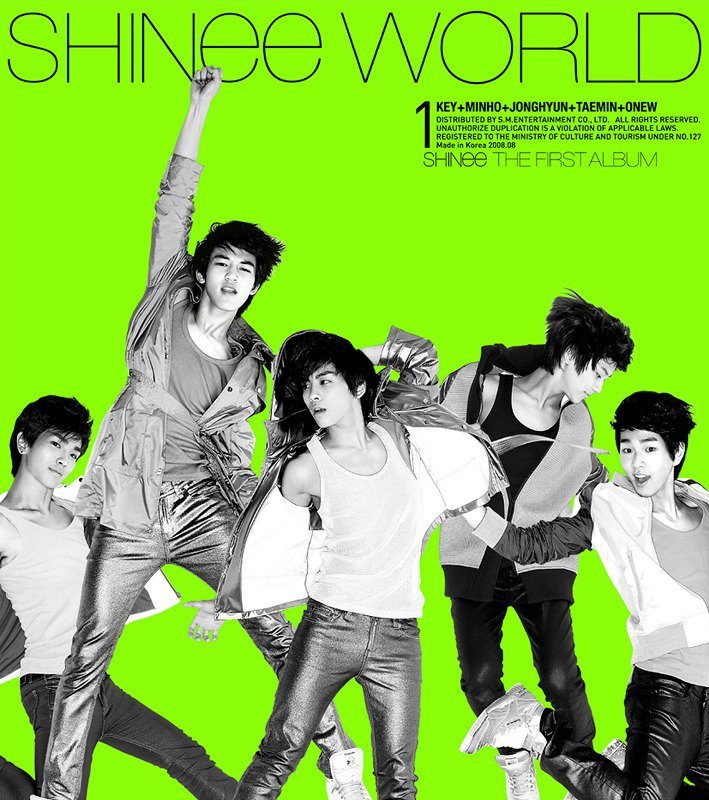 SHINee WORLD
1
KEY+MINHO+JONGHYUN+TAEMIN+ONEW
DISTRIBUTED BY S.M.ENTERTAINMENT CO., LTD. ALL RIGHTS RESERVED.
UNAUTHORIZE DUPLICATION IS A VIOLATION OF APPLICABLE LAWS.
REGISTERED TO THE MINISTRY OF CULTURE AND TOURISM UNDER NO.127
Made in Korea 2008.08
SHINee THE FIRST ALBUM